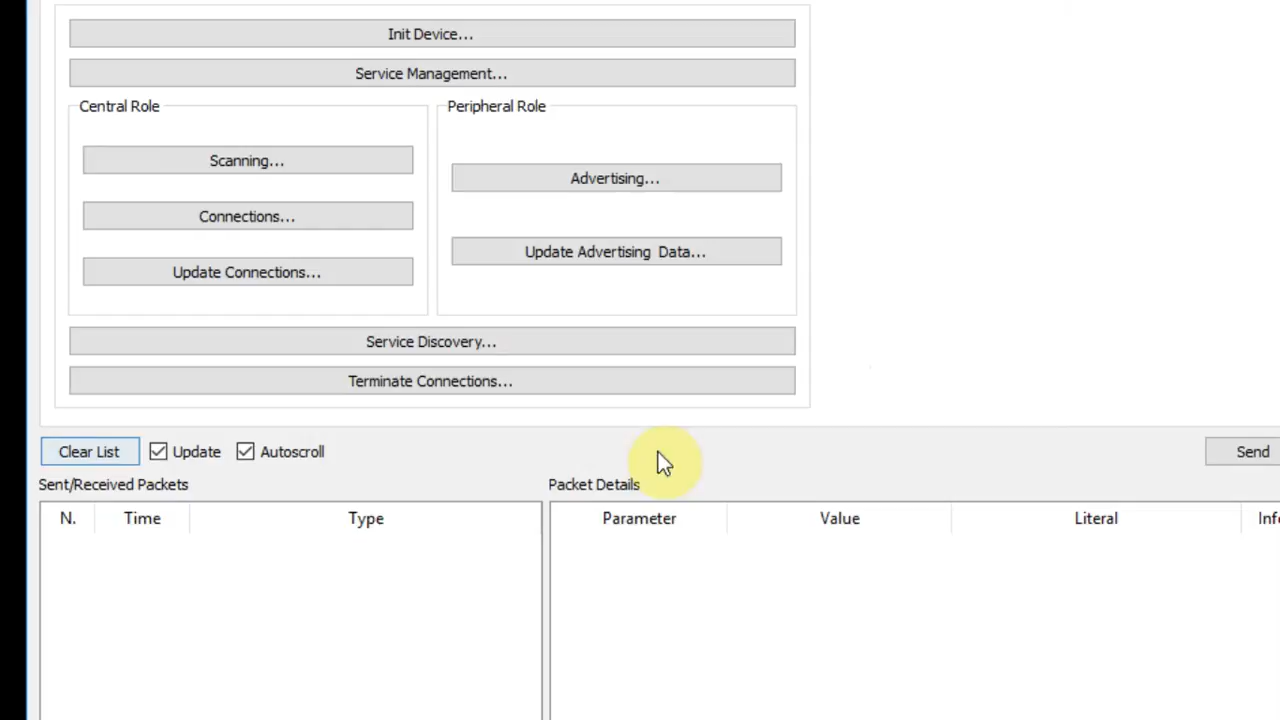 Init Device...
Service Management...
Central Role
Peripheral Role
Scanning...
Advertising...
Connections...
Update Advertising Data...
Update Connections...
Service Discovery...
Terminate Connections...
Clear List
Update
Autoscroll
Send
Sent/Received Packets
Packet Details
N. Time Type
Parameter Value Literal